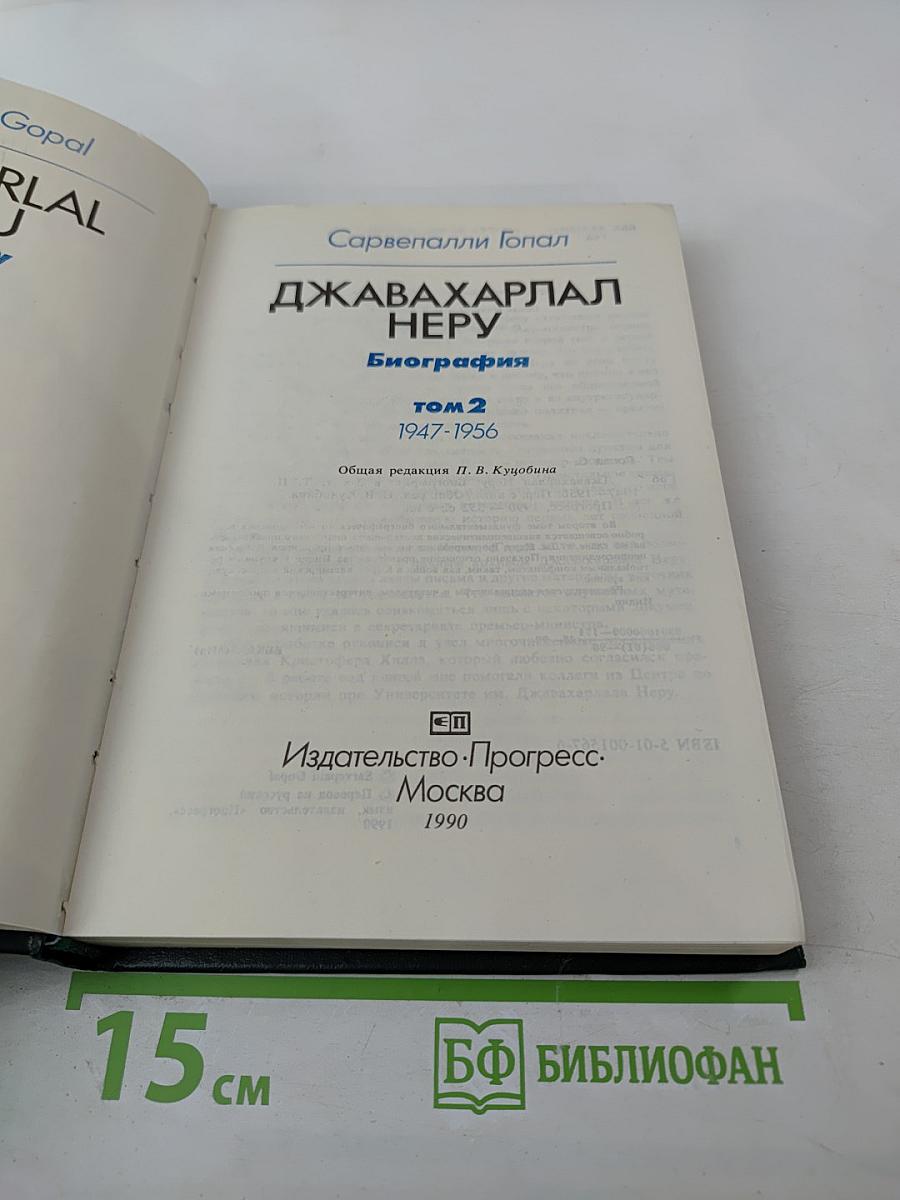 Gopal
RLAL
U
Сарвепалли Гопал
ДЖАВАХАРЛАЛ
НЕРУ
Биография
том 2
1947-1956
Общая редакция П. В. Куцобина
ЄП
Издательство·Прогресс·
Москва
1990
15 см
БФ БИБЛИОФАН